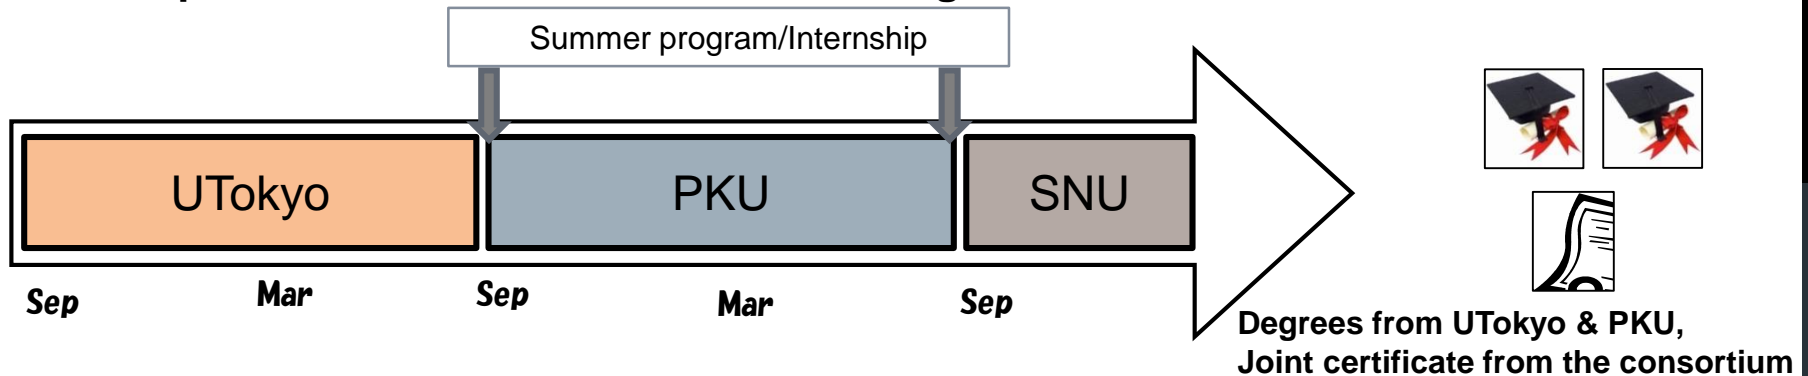 Summer program/Internship
UTokyo
PKU
SNU
Sep
Mar
Sep
Mar
Sep
Degrees from UTokyo & PKU,
Joint certificate from the consortium